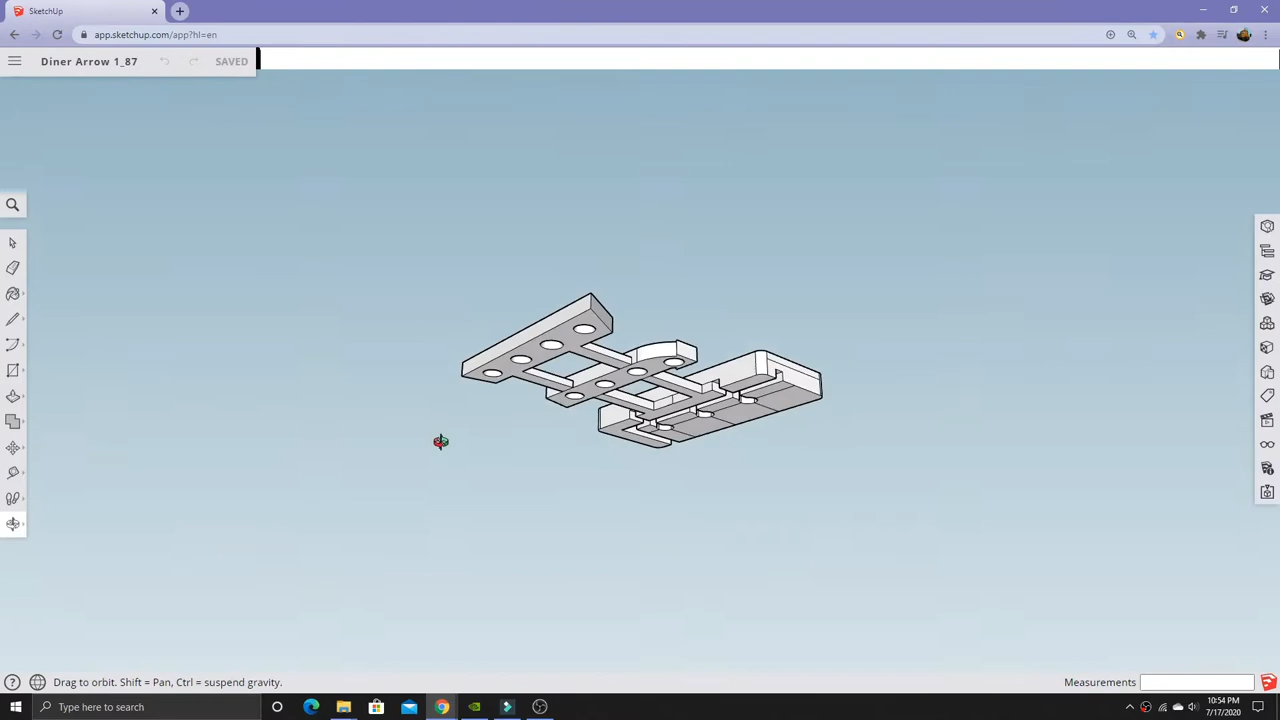 SketchUp
app.sketchup.com/app?hl=en
Diner Arrow 1_87
SAVED
Drag to orbit. Shift = Pan, Ctrl = suspend gravity.
Measurements
Type here to search
10:54 PM
7/17/2020